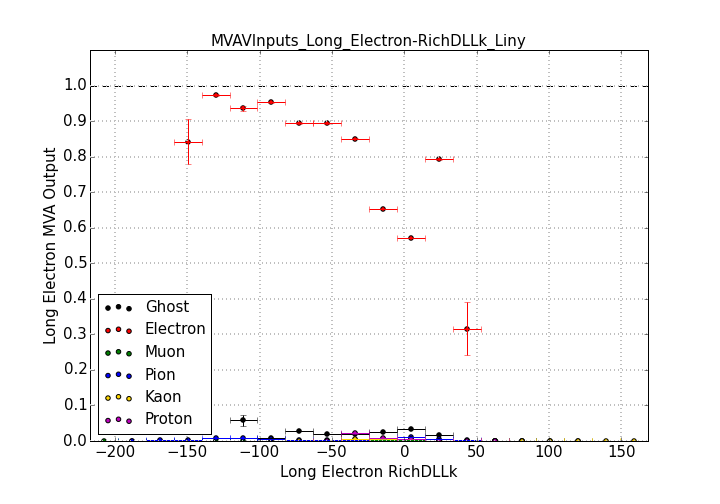 MVAVInputs_Long_Electron-RichDLLk_Liny
1.0
0.9
0.8
0.7
0.6
0.5
0.4
0.3
0.2
0.1
0.0
Long Electron MVA Output
Ghost
Electron
Muon
Pion
Kaon
Proton
−200 −150 −100 −50 0 50 100 150
Long Electron RichDLLk